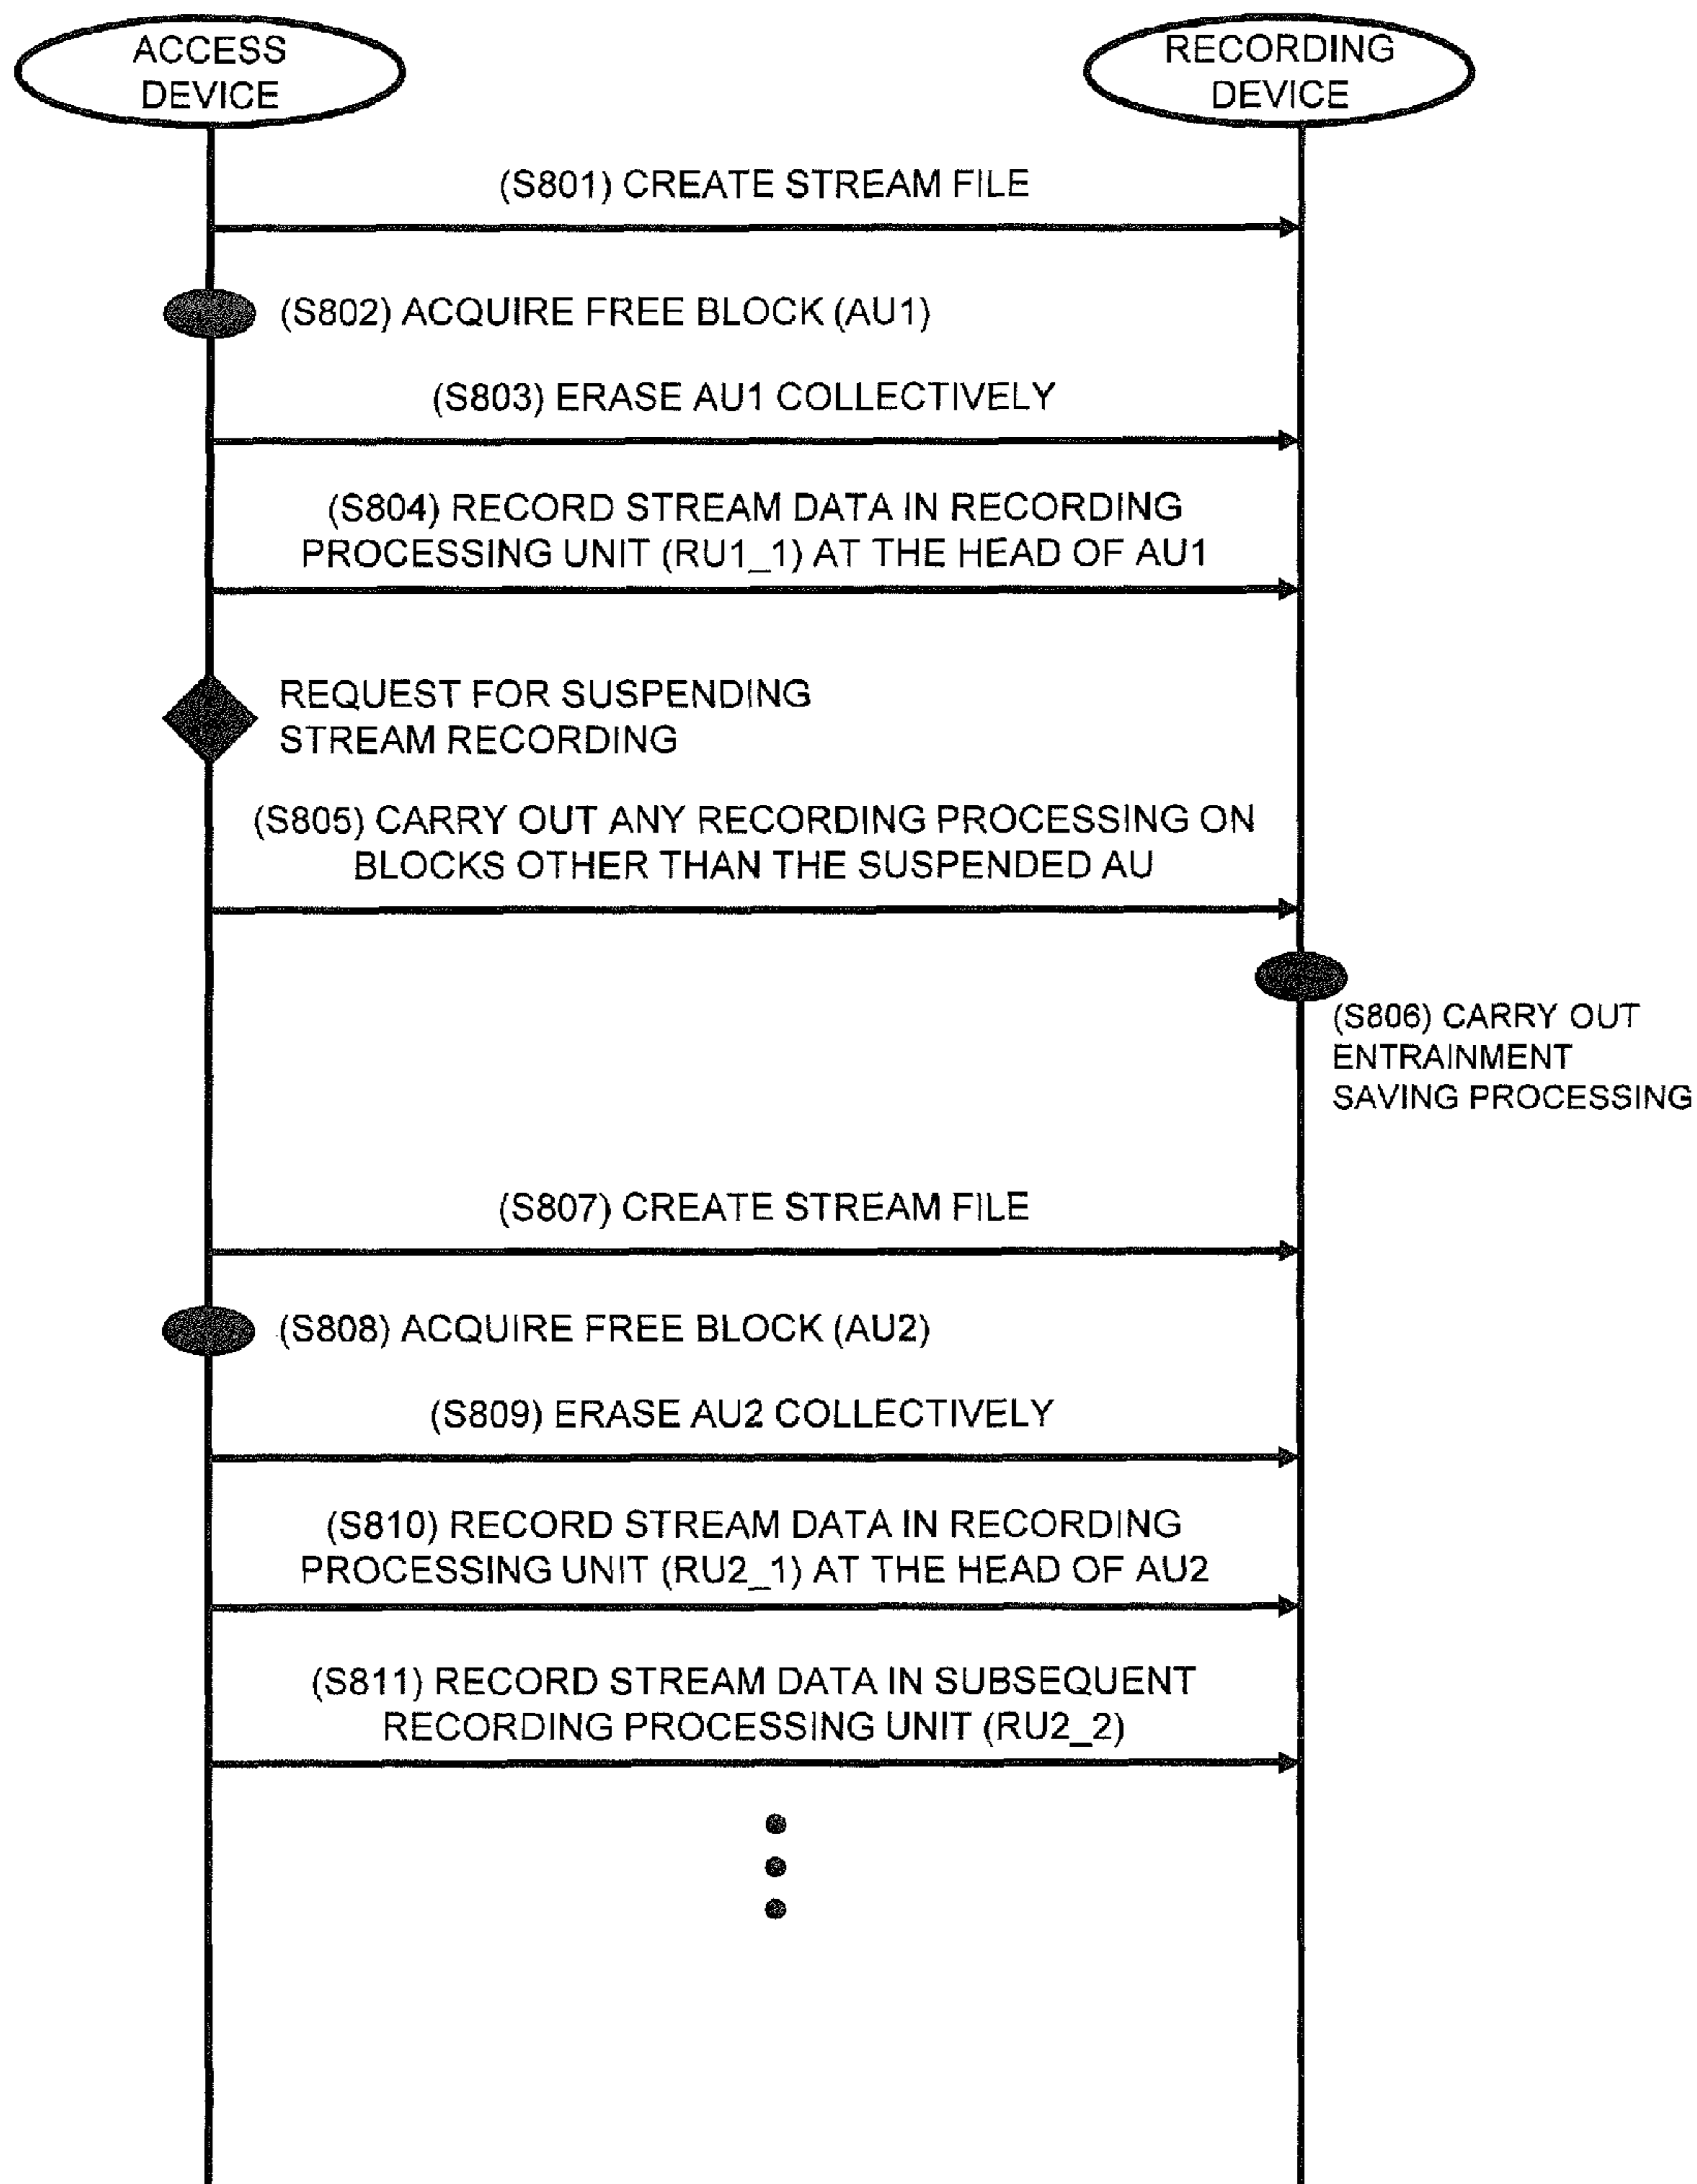 ACCESS
DEVICE
RECORDING
DEVICE
(S801) CREATE STREAM FILE
(S802) ACQUIRE FREE BLOCK (AU1)
(S803) ERASE AU1 COLLECTIVELY
(S804) RECORD STREAM DATA IN RECORDING
PROCESSING UNIT (RU1_1) AT THE HEAD OF AU1
REQUEST FOR SUSPENDING
STREAM RECORDING
(S805) CARRY OUT ANY RECORDING PROCESSING ON
BLOCKS OTHER THAN THE SUSPENDED AU
(S806) CARRY OUT
ENTRAINMENT
SAVING PROCESSING
(S807) CREATE STREAM FILE
(S808) ACQUIRE FREE BLOCK (AU2)
(S809) ERASE AU2 COLLECTIVELY
(S810) RECORD STREAM DATA IN RECORDING
PROCESSING UNIT (RU2_1) AT THE HEAD OF AU2
(S811) RECORD STREAM DATA IN SUBSEQUENT
RECORDING PROCESSING UNIT (RU2_2)